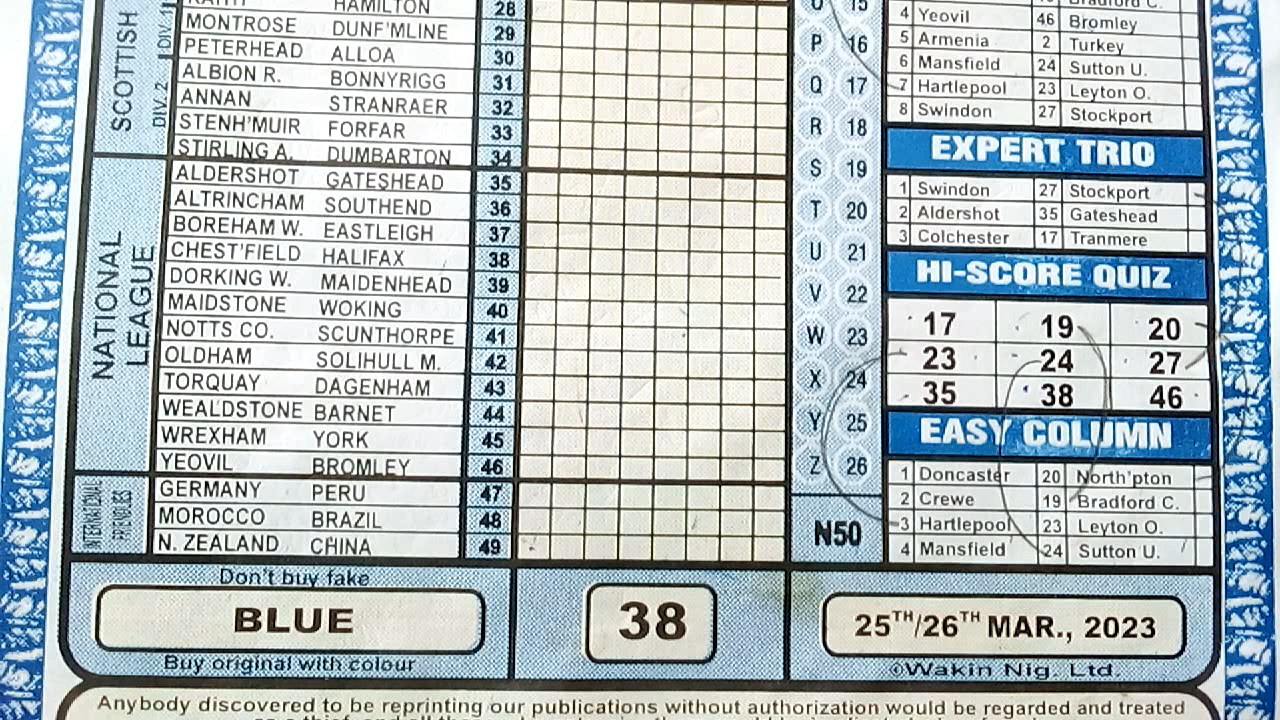 HAMILTON 28
MONTROSE DUNF'MLINE 29
PETERHEAD ALLOA 30
ALBION R. BONNYRIGG 31
ANNAN STRANRAER 32
STENH'MUIR FORFAR 33
STIRLING A. DUMBARTON 34
SCOTTISH
DIV. 2
DIV. 1
ALDERSHOT GATESHEAD 35
ALTRINCHAM SOUTHEND 36
BOREHAM W. EASTLEIGH 37
CHEST'FIELD HALIFAX 38
DORKING W. MAIDENHEAD 39
MAIDSTONE WOKING 40
NOTTS CO. SCUNTHORPE 41
OLDHAM SOLIHULL M. 42
TORQUAY DAGENHAM 43
WEALDSTONE BARNET 44
WREXHAM YORK 45
YEOVIL BROMLEY 46
NATIONAL
LEAGUE
GERMANY PERU 47
MOROCCO BRAZIL 48
N. ZEALAND CHINA 49
INTERNATIONAL
FRIENDLIES
O 15
P 16
Q 17
R 18
S 19
T 20
U 21
V 22
W 23
X 24
Y 25
Z 26
N50
Bradford C.
4 Yeovil 46 Bromley
5 Armenia 2 Turkey
6 Mansfield 24 Sutton U.
7 Hartlepool 23 Leyton O.
8 Swindon 27 Stockport
EXPERT TRIO
1 Swindon 27 Stockport
2 Aldershot 35 Gateshead
3 Colchester 17 Tranmere
HI-SCORE QUIZ
17 19 20
23 24 27
35 38 46
EASY COLUMN
1 Doncaster 20 North'pton
2 Crewe 19 Bradford C.
3 Hartlepool 23 Leyton O.
4 Mansfield 24 Sutton U.
Don't buy fake
BLUE
Buy original with colour
38
25TH/26TH MAR., 2023
©Wakin Nig. Ltd.
Anybody discovered to be reprinting our publications without authorization would be regarded and treated